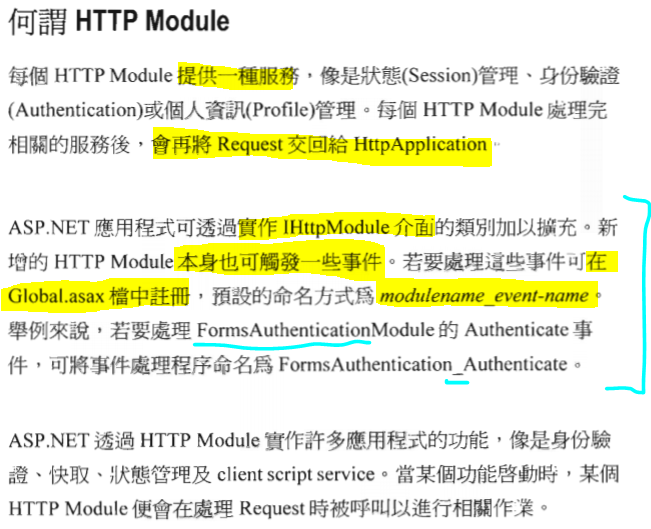 何謂 HTTP Module
每個 HTTP Module 提供一種服務，像是狀態(Session)管理、身份驗證
(Authentication)或個人資訊(Profile)管理。每個 HTTP Module 處理完
相關的服務後，會再將 Request 交回給 HttpApplication。
ASP.NET 應用程式可透過實作 IHttpModule 介面的類別加以擴充。新
增的 HTTP Module 本身也可觸發一些事件。若要處理這些事件可在
Global.asax 檔中註冊，預設的命名方式為 modulename_event-name。
舉例來說，若要處理 FormsAuthenticationModule 的 Authenticate 事
件，可將事件處理程序命名為 FormsAuthentication_Authenticate。
ASP.NET 透過 HTTP Module 實作許多應用程式的功能，像是身份驗
證、快取、狀態管理及 client script service。當某個功能啟動時，某個
HTTP Module 便會在處理 Request 時被呼叫以進行相關作業。